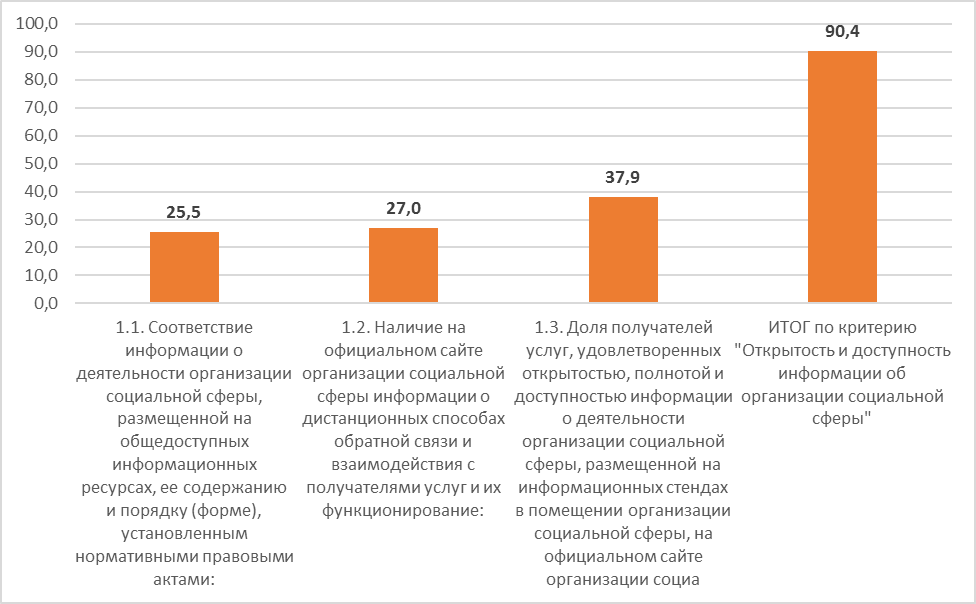 100,0
90,0
80,0
70,0
60,0
50,0
40,0
30,0
20,0
10,0
0,0
25,5
27,0
37,9
90,4
1.1. Соответствие
информации о
деятельности организации
социальной сферы,
размещенной на
общедоступных
информационных
ресурсах, ее содержанию
и порядку (форме),
установленным
нормативными правовыми
актами:
1.2. Наличие на
официальном сайте
организации социальной
сферы информации о
дистанционных способах
обратной связи и
взаимодействия с
получателями услуг и их
функционирование:
1.3. Доля получателей
услуг, удовлетворенных
открытостью, полнотой и
доступностью информации
о деятельности
организации социальной
сферы, размещенной на
информационных стендах
в помещении организации
социальной сферы, на
официальном сайте
организации социа
ИТОГ по критерию
"Открытость и доступность
информации об
организации социальной
сферы"